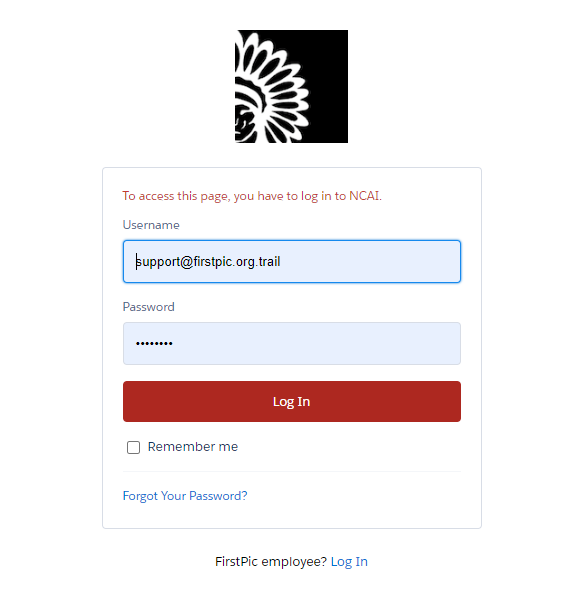 To access this page, you have to log in to NCAI.
Username
support@firstpic.org.trail
Password
••••••••
Log In
Remember me
Forgot Your Password?
FirstPic employee? Log In